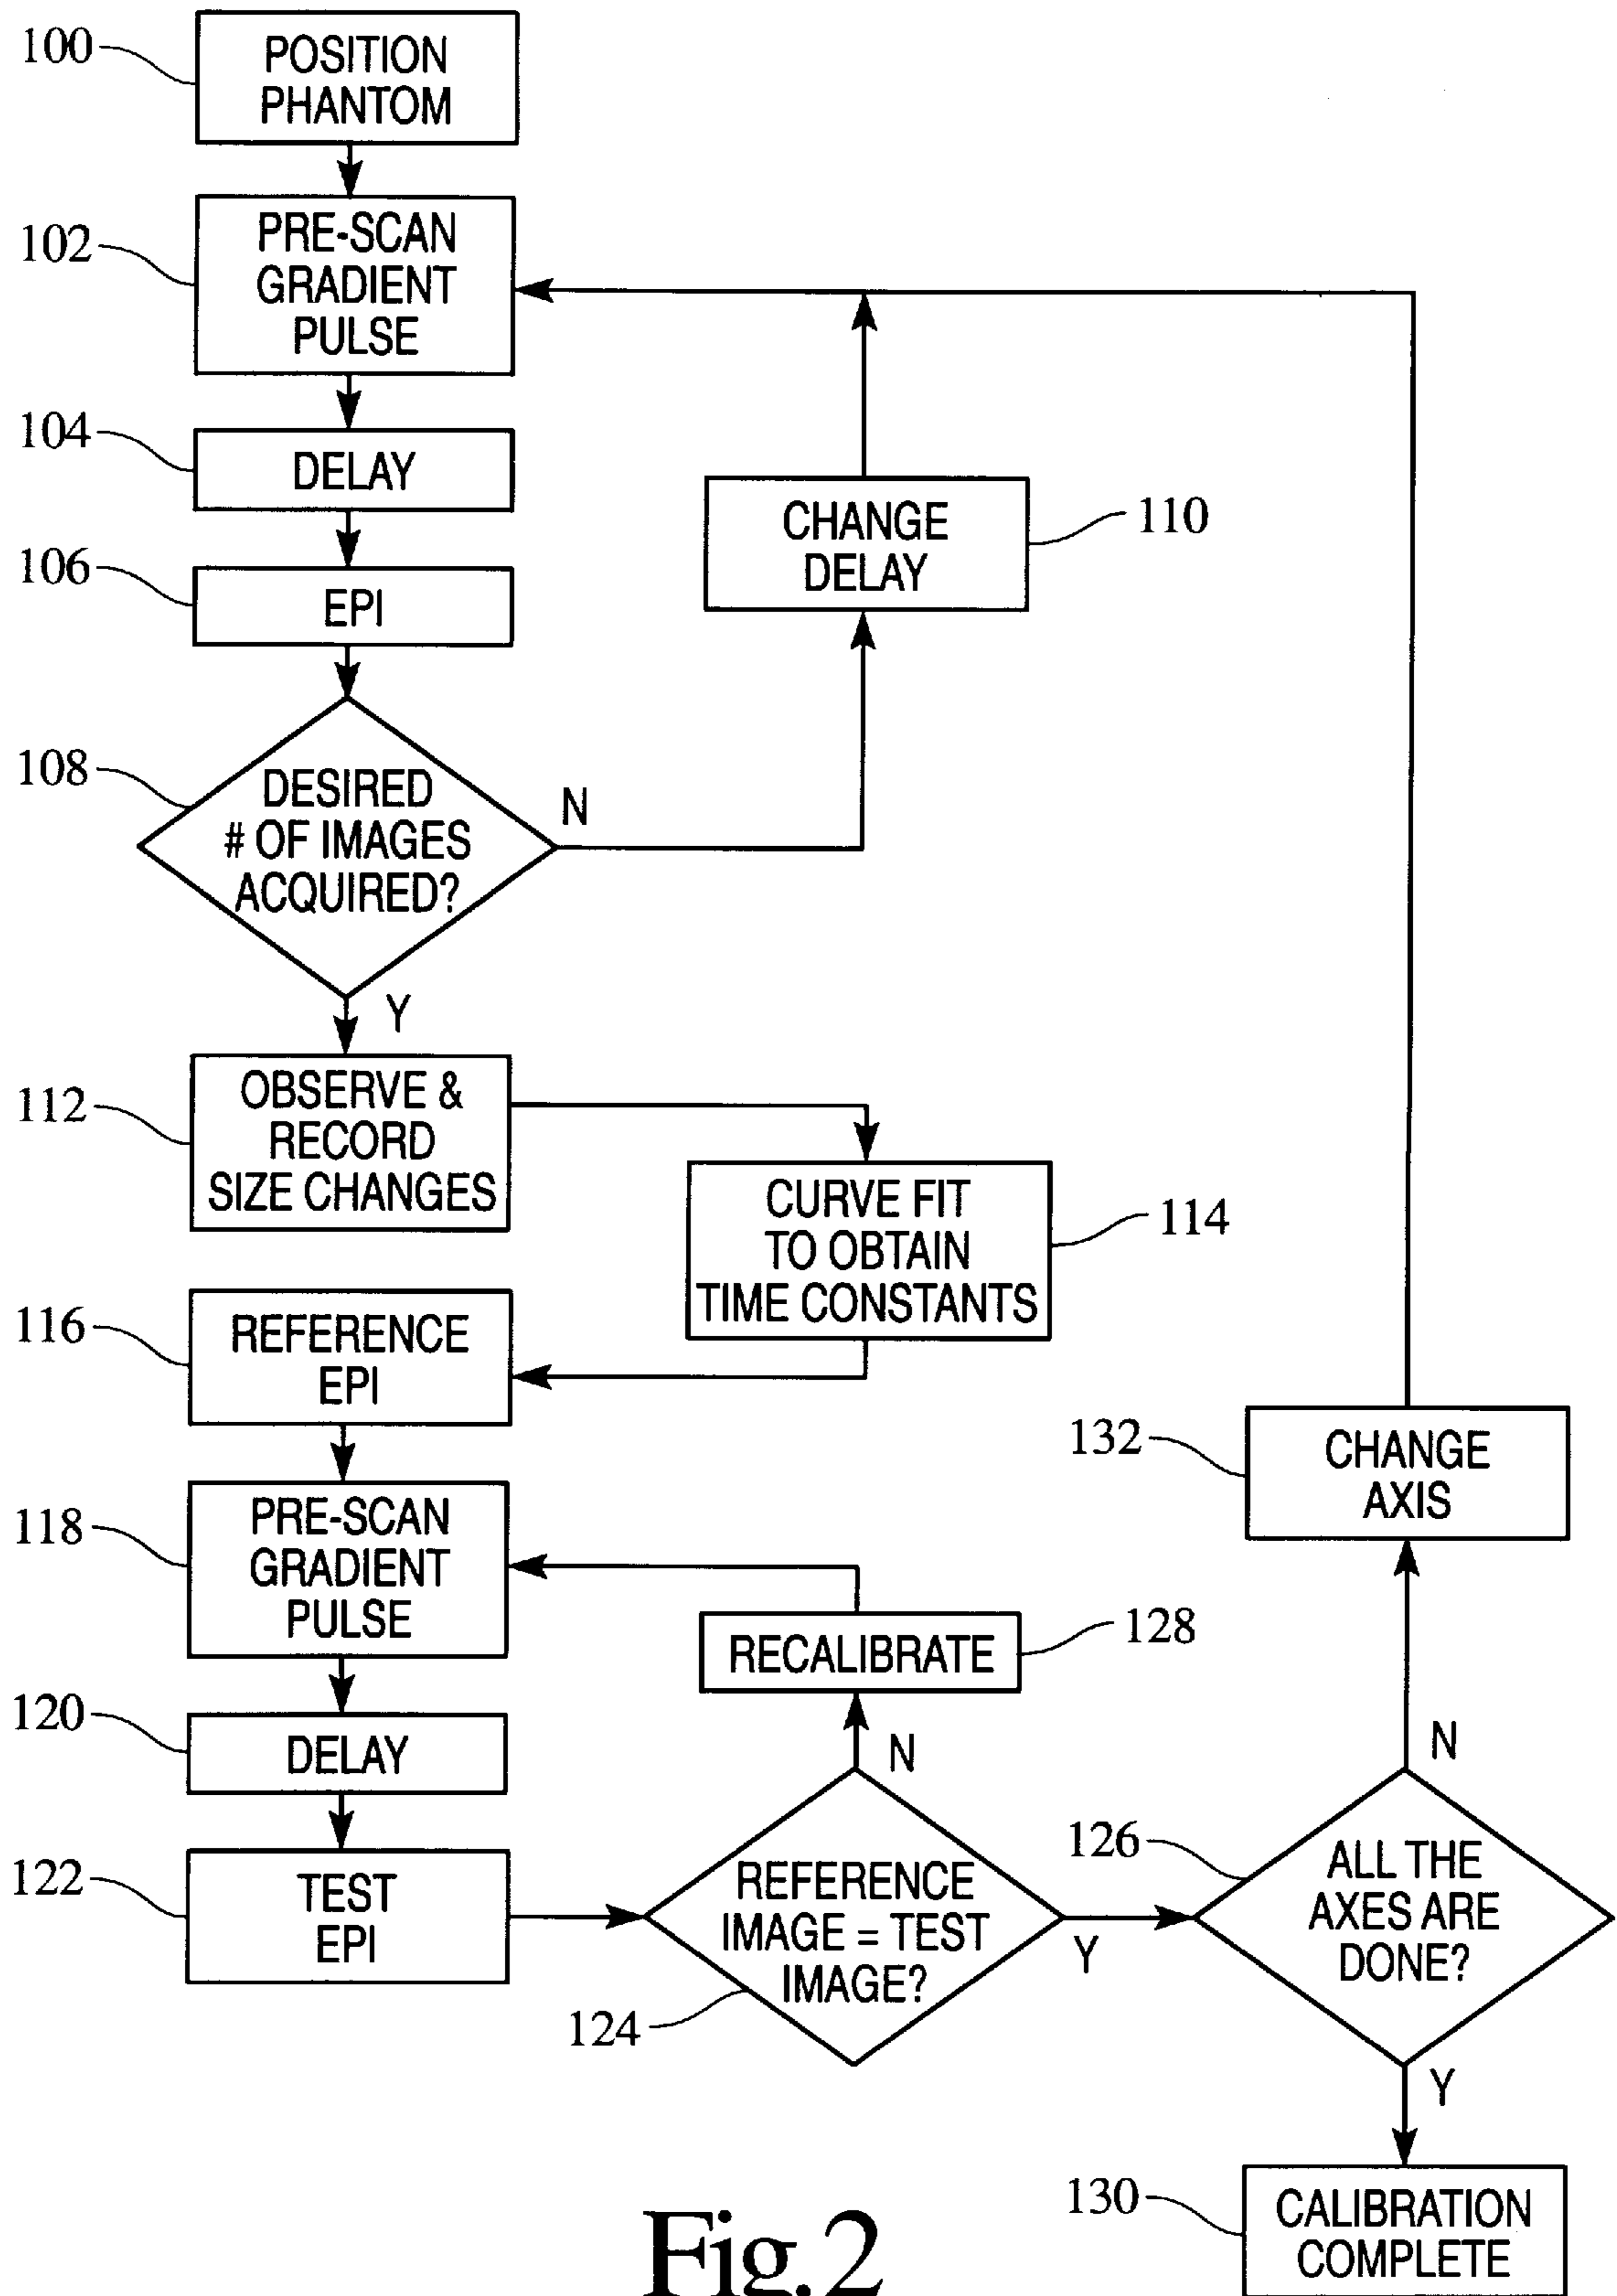 100
POSITION
PHANTOM
102
PRE-SCAN
GRADIENT
PULSE
104
DELAY
106
EPI
CHANGE
DELAY
110
108
DESIRED
# OF IMAGES
ACQUIRED?
N
Y
112
OBSERVE &
RECORD
SIZE CHANGES
CURVE FIT
TO OBTAIN
TIME CONSTANTS
114
116
REFERENCE
EPI
118
PRE-SCAN
GRADIENT
PULSE
RECALIBRATE
128
132
CHANGE
AXIS
120
DELAY
N
N
122
TEST
EPI
REFERENCE
IMAGE = TEST
IMAGE?
124
Y
126
ALL THE
AXES ARE
DONE?
Y
130
CALIBRATION
COMPLETE
Fig.2